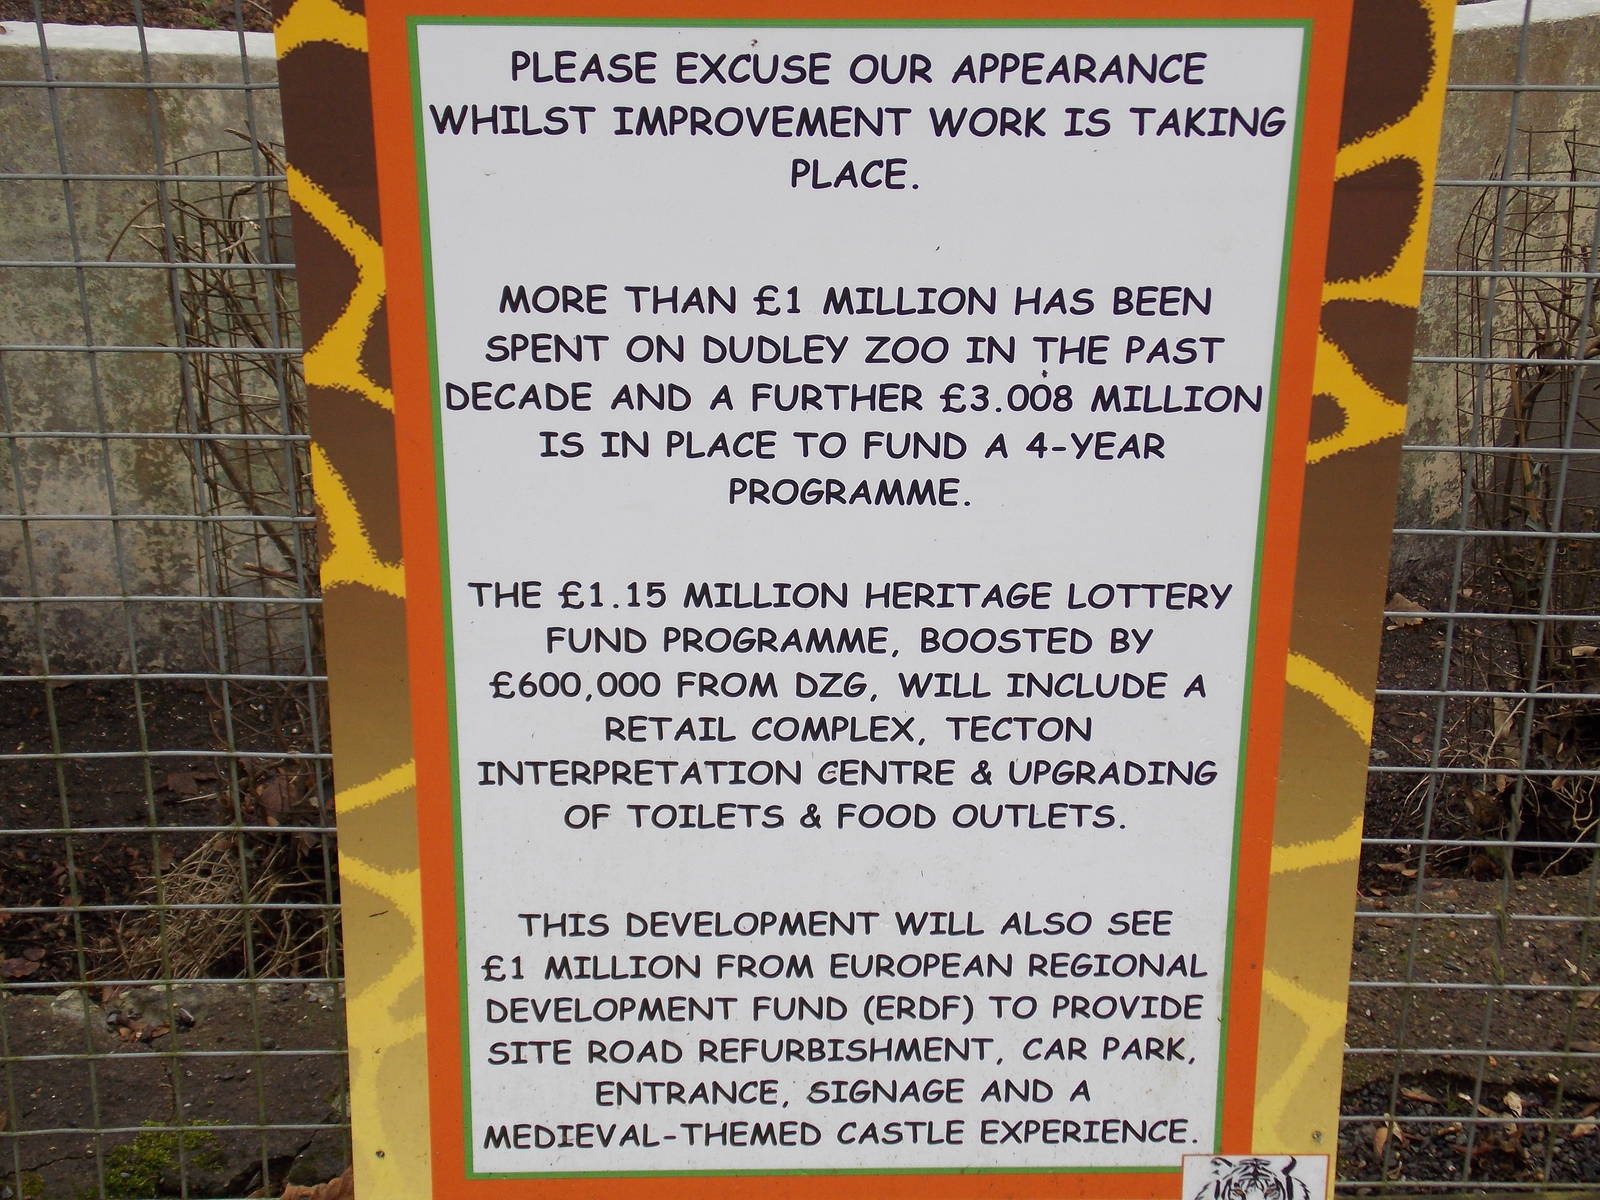 PLEASE EXCUSE OUR APPEARANCE
WHILST IMPROVEMENT WORK IS TAKING
PLACE.
MORE THAN £1 MILLION HAS BEEN
SPENT ON DUDLEY ZOO IN THE PAST
DECADE AND A FURTHER £3.008 MILLION
IS IN PLACE TO FUND A 4-YEAR
PROGRAMME.
THE £1.15 MILLION HERITAGE LOTTERY
FUND PROGRAMME, BOOSTED BY
£600,000 FROM DZG, WILL INCLUDE A
RETAIL COMPLEX, TECTON
INTERPRETATION CENTRE & UPGRADING
OF TOILETS & FOOD OUTLETS.
THIS DEVELOPMENT WILL ALSO SEE
£1 MILLION FROM EUROPEAN REGIONAL
DEVELOPMENT FUND (ERDF) TO PROVIDE
SITE ROAD REFURBISHMENT, CAR PARK,
ENTRANCE, SIGNAGE AND A
MEDIEVAL-THEMED CASTLE EXPERIENCE.